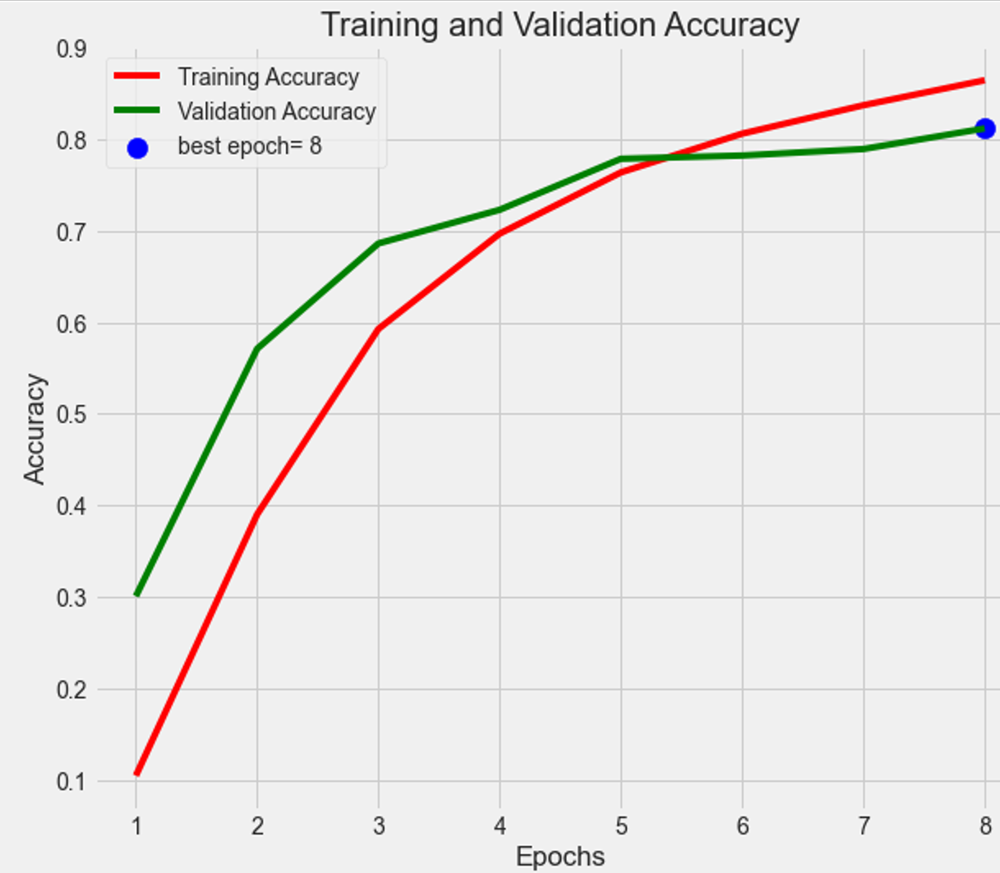 Training and Validation Accuracy
Training Accuracy
Validation Accuracy
best epoch= 8
0.9
0.8
0.7
0.6
0.5
0.4
0.3
0.2
0.1
Accuracy
1 2 3 4 5 6 7 8
Epochs